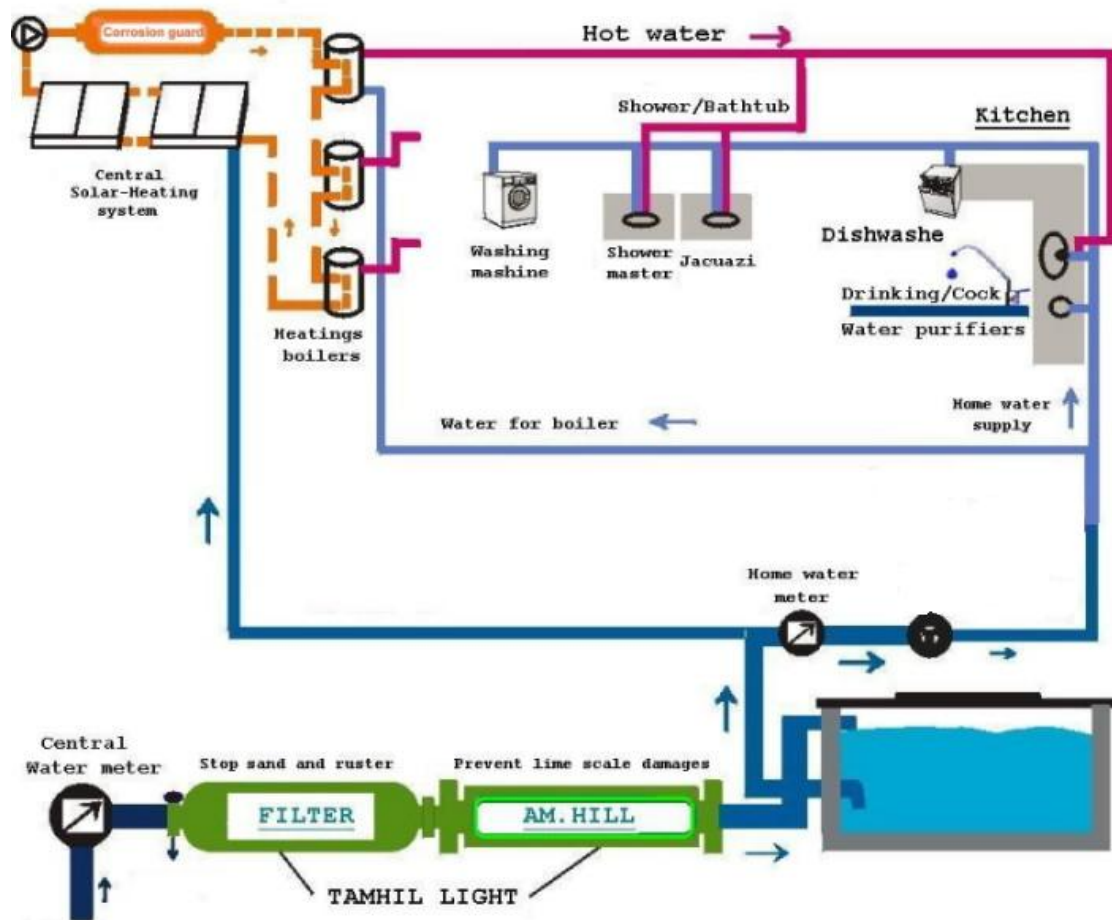 Corrosion guard
Hot water
Shower/Bathtub
Kitchen
Central
Solar-Heating
system
Washing
mashine
Shower
master
Jacuazi
Dishwashe
Drinking/Cock
Water purifiers
Heatings
boilers
Water for boiler
Home water
supply
Home water
meter
Central
Water meter
Stop sand and ruster
Prevent lime scale damages
FILTER
AM.HILL
TAMHIL LIGHT